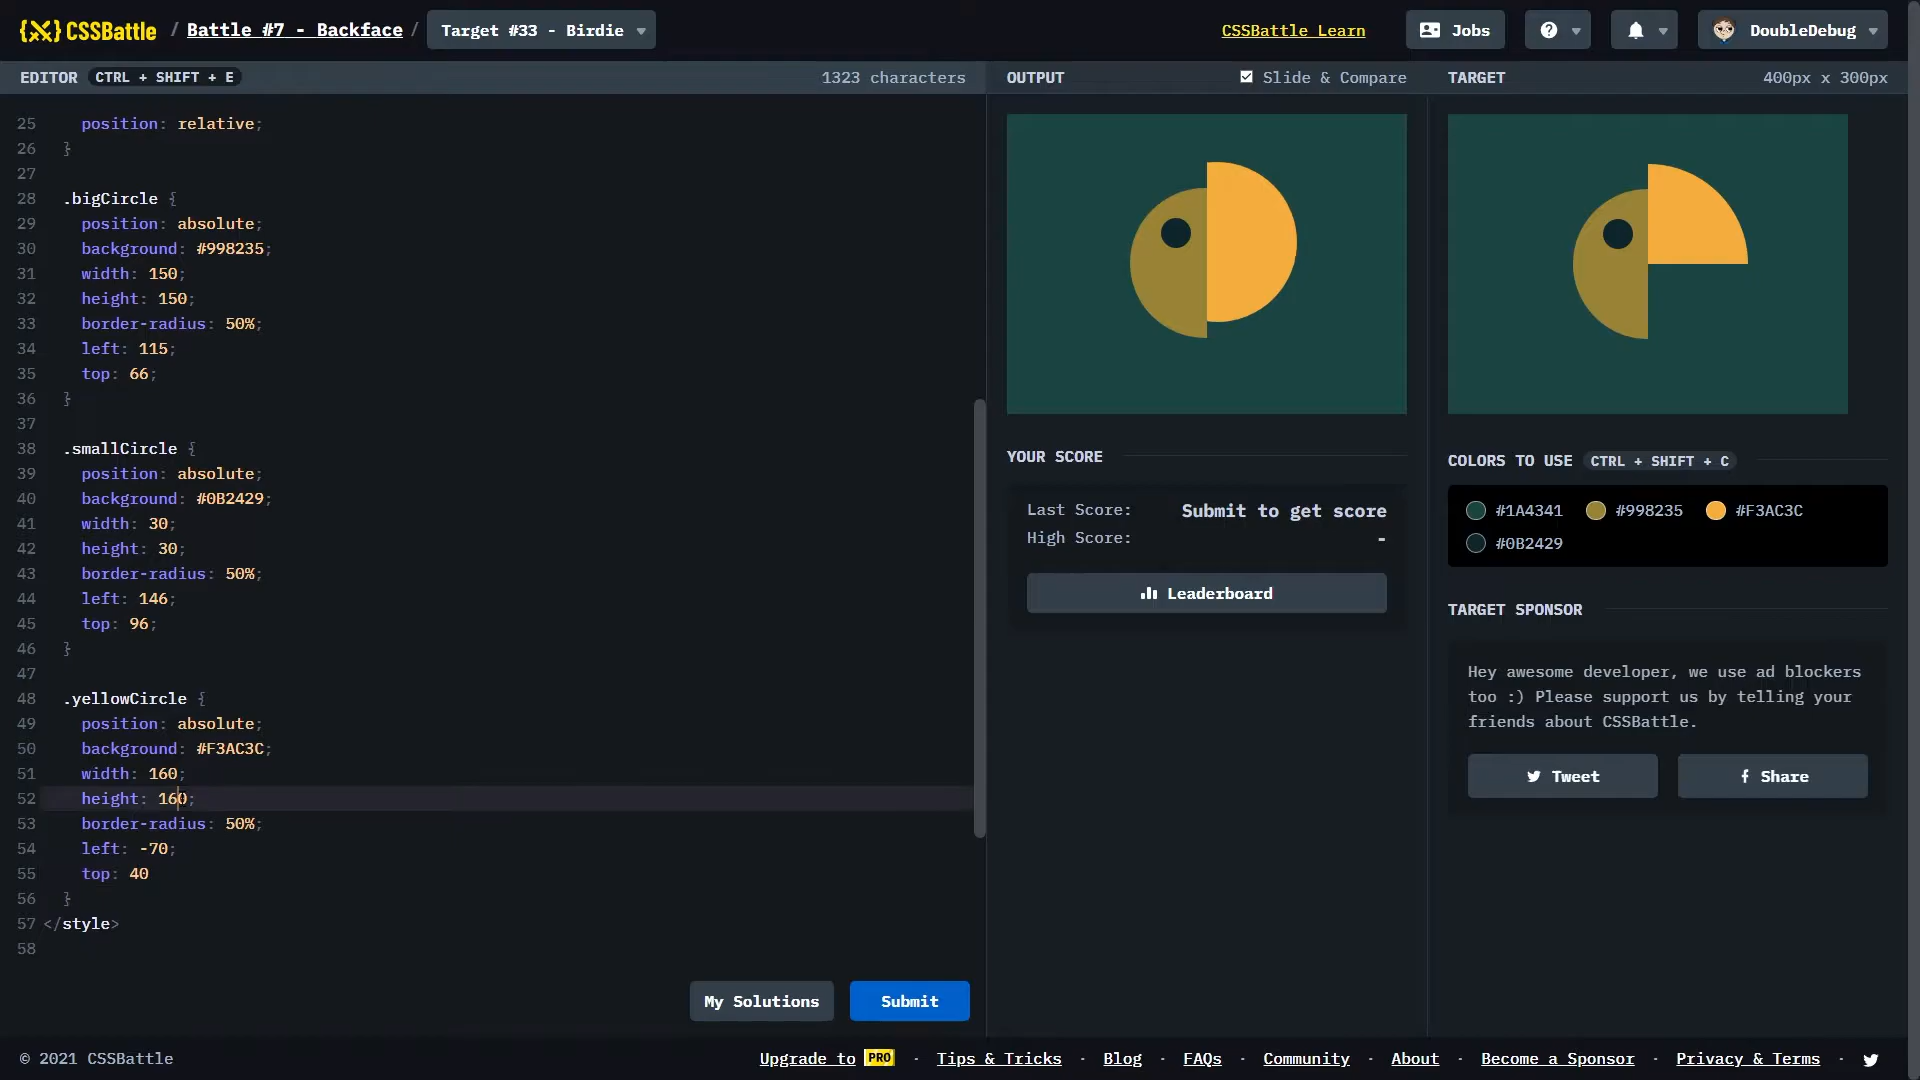 CSSBattle / Battle #7 - Backface / Target #33 - Birdie
CSSBattle Learn
Jobs
DoubleDebug
EDITOR CTRL + SHIFT + E
1323 characters
OUTPUT
Slide & Compare
TARGET
400px x 300px
25 position: relative;
26 }
27
28 .bigCircle {
29 position: absolute;
30 background: #998235;
31 width: 150;
32 height: 150;
33 border-radius: 50%;
34 left: 115;
35 top: 66;
36 }
37
38 .smallCircle {
39 position: absolute;
40 background: #0B2429;
41 width: 30;
42 height: 30;
43 border-radius: 50%;
44 left: 146;
45 top: 96;
46 }
47
48 .yellowCircle {
49 position: absolute;
50 background: #F3AC3C;
51 width: 160;
52 height: 160;
53 border-radius: 50%;
54 left: -70;
55 top: 40
56 }
57 </style>
58
My Solutions
Submit
YOUR SCORE
Last Score: Submit to get score
High Score: -
Leaderboard
COLORS TO USE CTRL + SHIFT + C
#1A4341 #998235 #F3AC3C
#0B2429
TARGET SPONSOR
Hey awesome developer, we use ad blockers
too :) Please support us by telling your
friends about CSSBattle.
Tweet
Share
© 2021 CSSBattle
Upgrade to PRO · Tips & Tricks · Blog · FAQs · Community · About · Become a Sponsor · Privacy & Terms ·